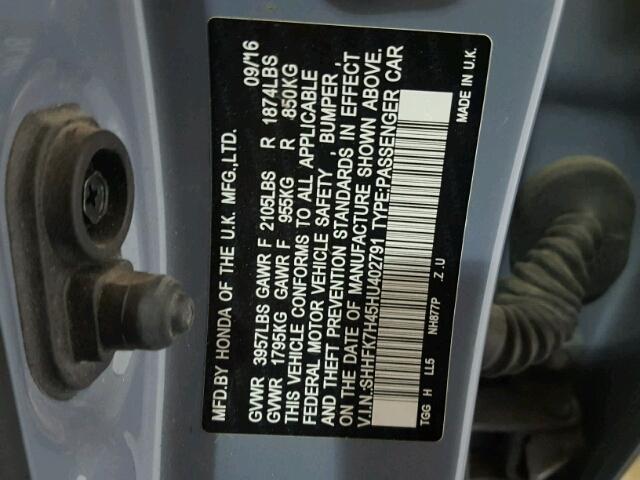 MFD.BY HONDA OF THE U.K. MFG.,LTD. 09/16
GVWR 3957LBS GAWR F 2105LBS R 1874LBS
GVWR 1795KG GAWR F 955KG R 850KG
THIS VEHICLE CONFORMS TO ALL APPLICABLE
FEDERAL MOTOR VEHICLE SAFETY , BUMPER ,
AND THEFT PREVENTION STANDARDS IN EFFECT
ON THE DATE OF MANUFACTURE SHOWN ABOVE.
V.I.N.:SHHFK7H45HU402791 TYPE:PASSENGER CAR
TGG H LL5 NH877P .Z .U MADE IN U.K.